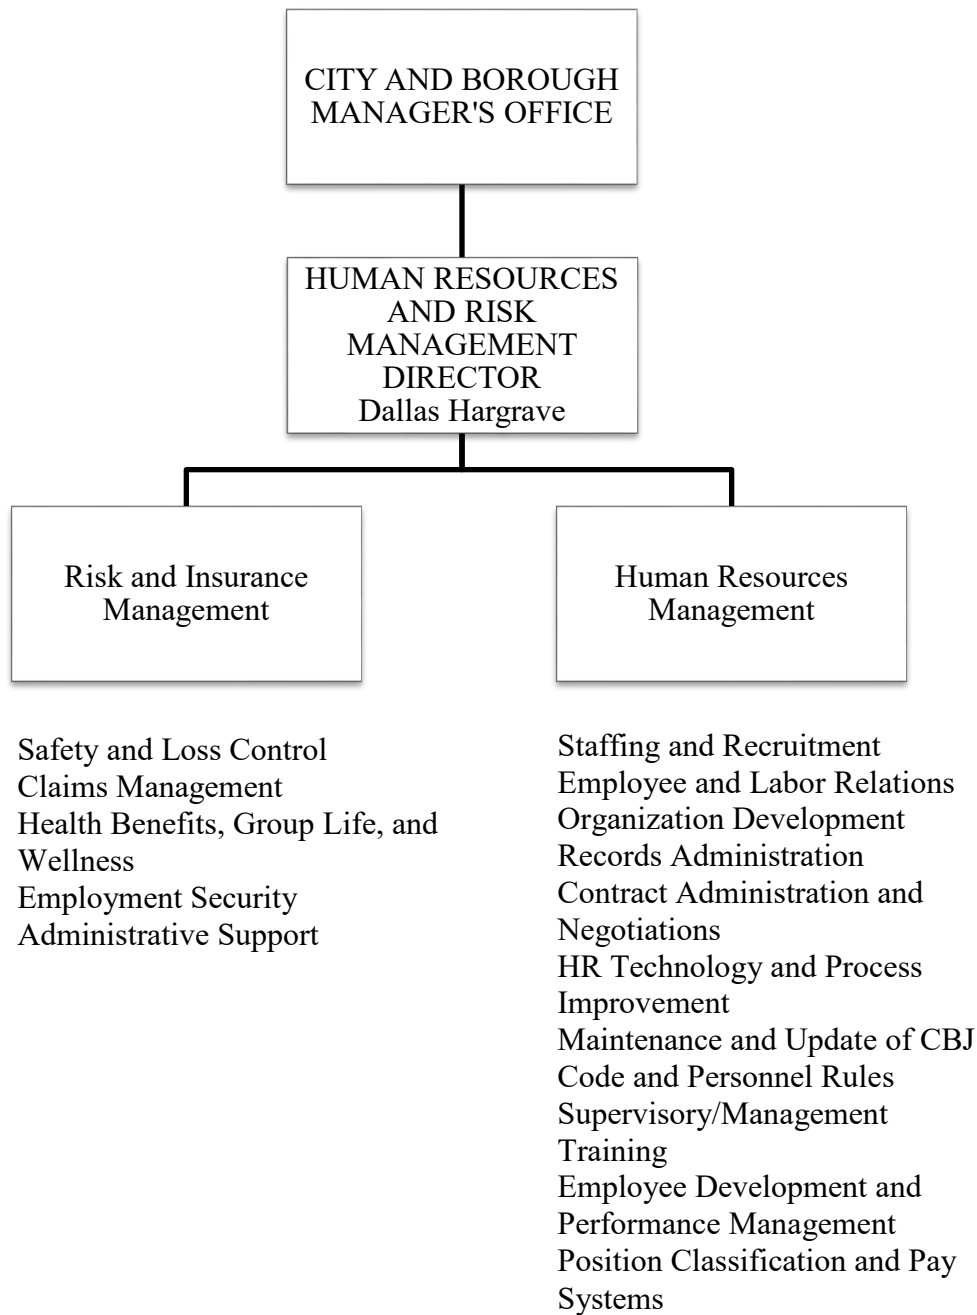 CITY AND BOROUGH
MANAGER'S OFFICE
HUMAN RESOURCES
AND RISK
MANAGEMENT
DIRECTOR
Dallas Hargrave
Risk and Insurance
Management
Human Resources
Management
Safety and Loss Control
Claims Management
Health Benefits, Group Life, and
Wellness
Employment Security
Administrative Support
Staffing and Recruitment
Employee and Labor Relations
Organization Development
Records Administration
Contract Administration and
Negotiations
HR Technology and Process
Improvement
Maintenance and Update of CBJ
Code and Personnel Rules
Supervisory/Management
Training
Employee Development and
Performance Management
Position Classification and Pay
Systems